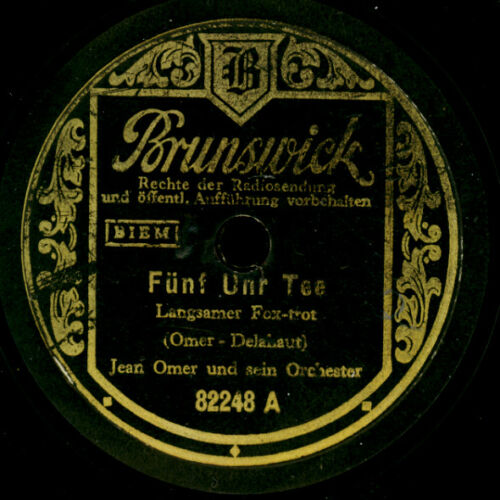 B
Brunswick
Rechte der Radiosendung
und öffentl. Aufführung vorbehalten
BIEM
Fünf Uhr Tee
Langsamer Fox-trot
(Omer - Delahaut)
Jean Omer und sein Orchester
82248 A